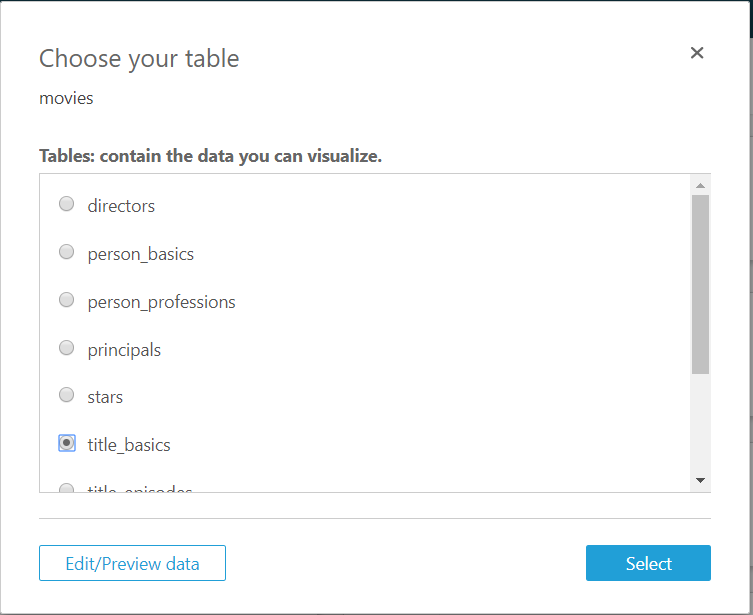 Choose your table
movies
Tables: contain the data you can visualize.
directors
person_basics
person_professions
principals
stars
title_basics
title_episodes
Edit/Preview data
Select